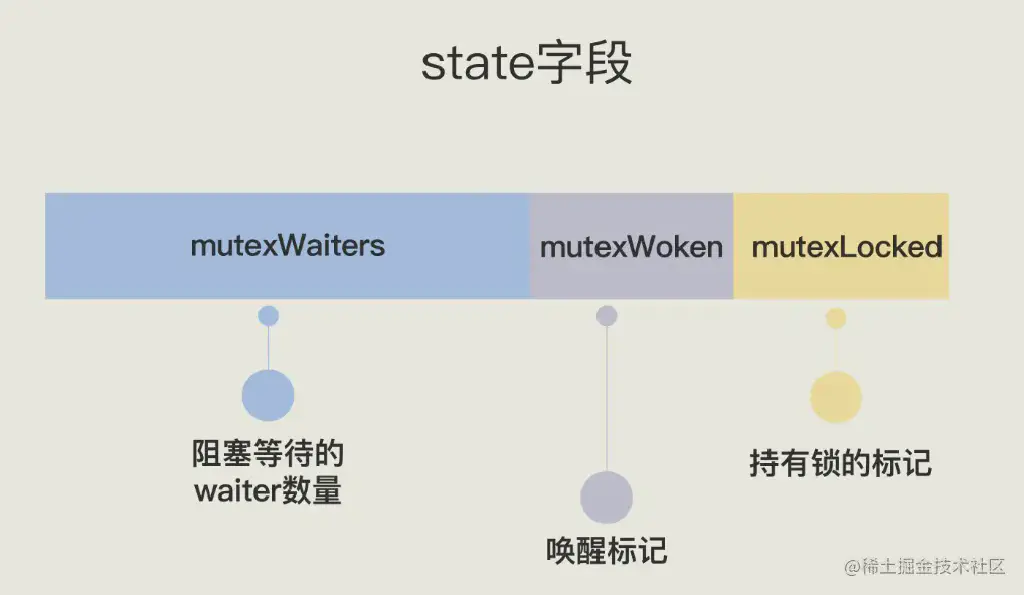 state字段
mutexWaiters
mutexWoken
mutexLocked
阻塞等待的
waiter数量
唤醒标记
持有锁的标记
@稀土掘金技术社区